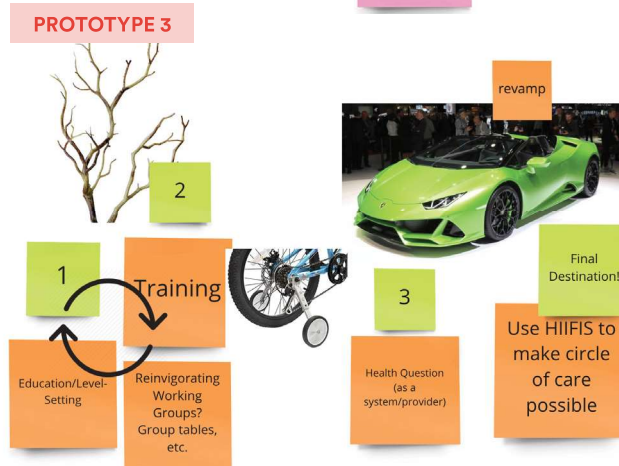 PROTOTYPE 3
revamp
2
1
Training
3
Final
Destination!
Education/Level-
Setting
Reinvigorating
Working
Groups?
Group tables,
etc.
Health Question
(as a
system/provider)
Use HIIFIS to
make circle
of care
possible